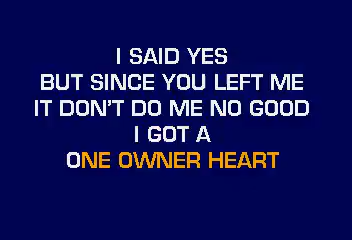 I SAID YES
BUT SINCE YOU LEFT ME
IT DON'T DO ME NO GOOD
I GOT A
ONE OWNER HEART